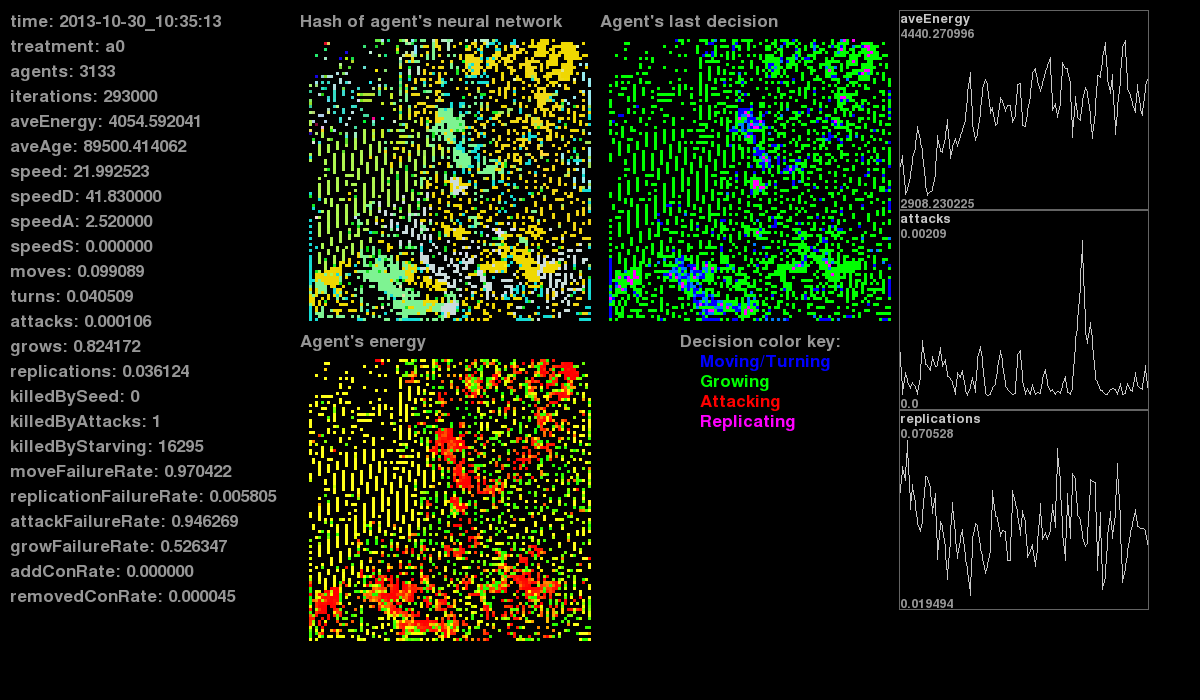 time: 2013-10-30_10:35:13
treatment: a0
agents: 3133
iterations: 293000
aveEnergy: 4054.592041
aveAge: 89500.414062
speed: 21.992523
speedD: 41.830000
speedA: 2.520000
speedS: 0.000000
moves: 0.099089
turns: 0.040509
attacks: 0.000106
grows: 0.824172
replications: 0.036124
killedBySeed: 0
killedByAttacks: 1
killedByStarving: 16295
moveFailureRate: 0.970422
replicationFailureRate: 0.005805
attackFailureRate: 0.946269
growFailureRate: 0.526347
addConRate: 0.000000
removedConRate: 0.000045
Hash of agent's neural network
Agent's last decision
Agent's energy
Decision color key:
Moving/Turning
Growing
Attacking
Replicating
aveEnergy
4440.270996
2908.230225
attacks
0.00209
0.0
replications
0.070528
0.019494